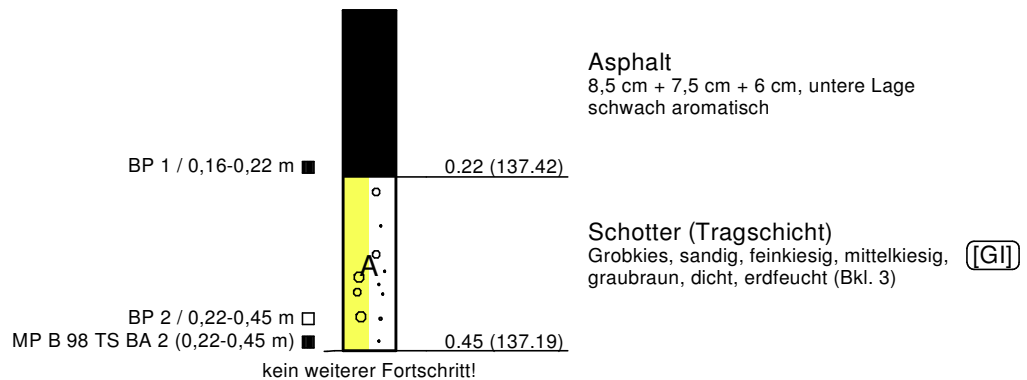 Asphalt
8,5 cm + 7,5 cm + 6 cm, untere Lage
schwach aromatisch
BP 1 / 0,16-0,22 m
0.22 (137.42)
Schotter (Tragschicht)
Grobkies, sandig, feinkiesig, mittelkiesig,
graubraun, dicht, erdfeucht (Bkl. 3)
[GI]
A
BP 2 / 0,22-0,45 m
MP B 98 TS BA 2 (0,22-0,45 m)
0.45 (137.19)
kein weiterer Fortschritt!